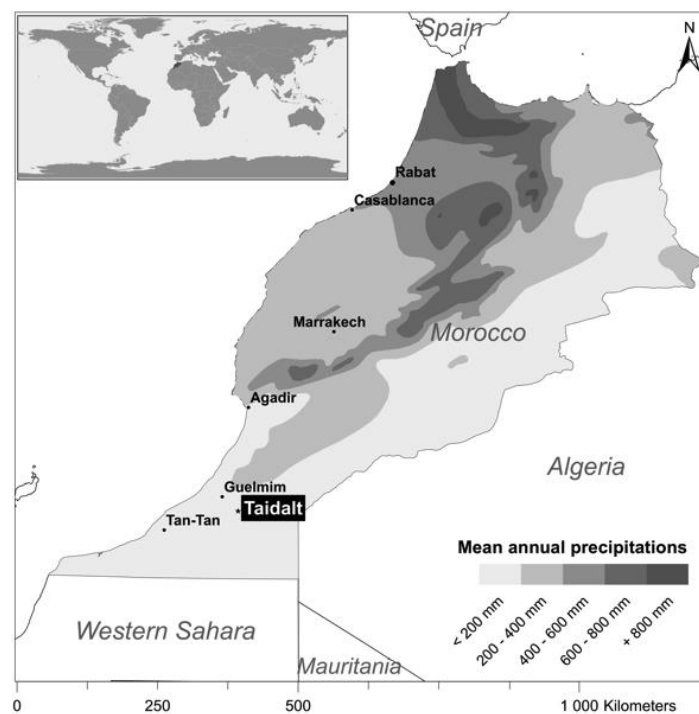 Spain
N
Rabat
Casablanca
Marrakech
Morocco
Agadir
Algeria
Guelmim
Taidalt
Tan-Tan
Mean annual precipitations
< 200 mm
200 - 400 mm
400 - 600 mm
600 - 800 mm
+ 800 mm
Western Sahara
Mauritania
0 250 500 1 000 Kilometers